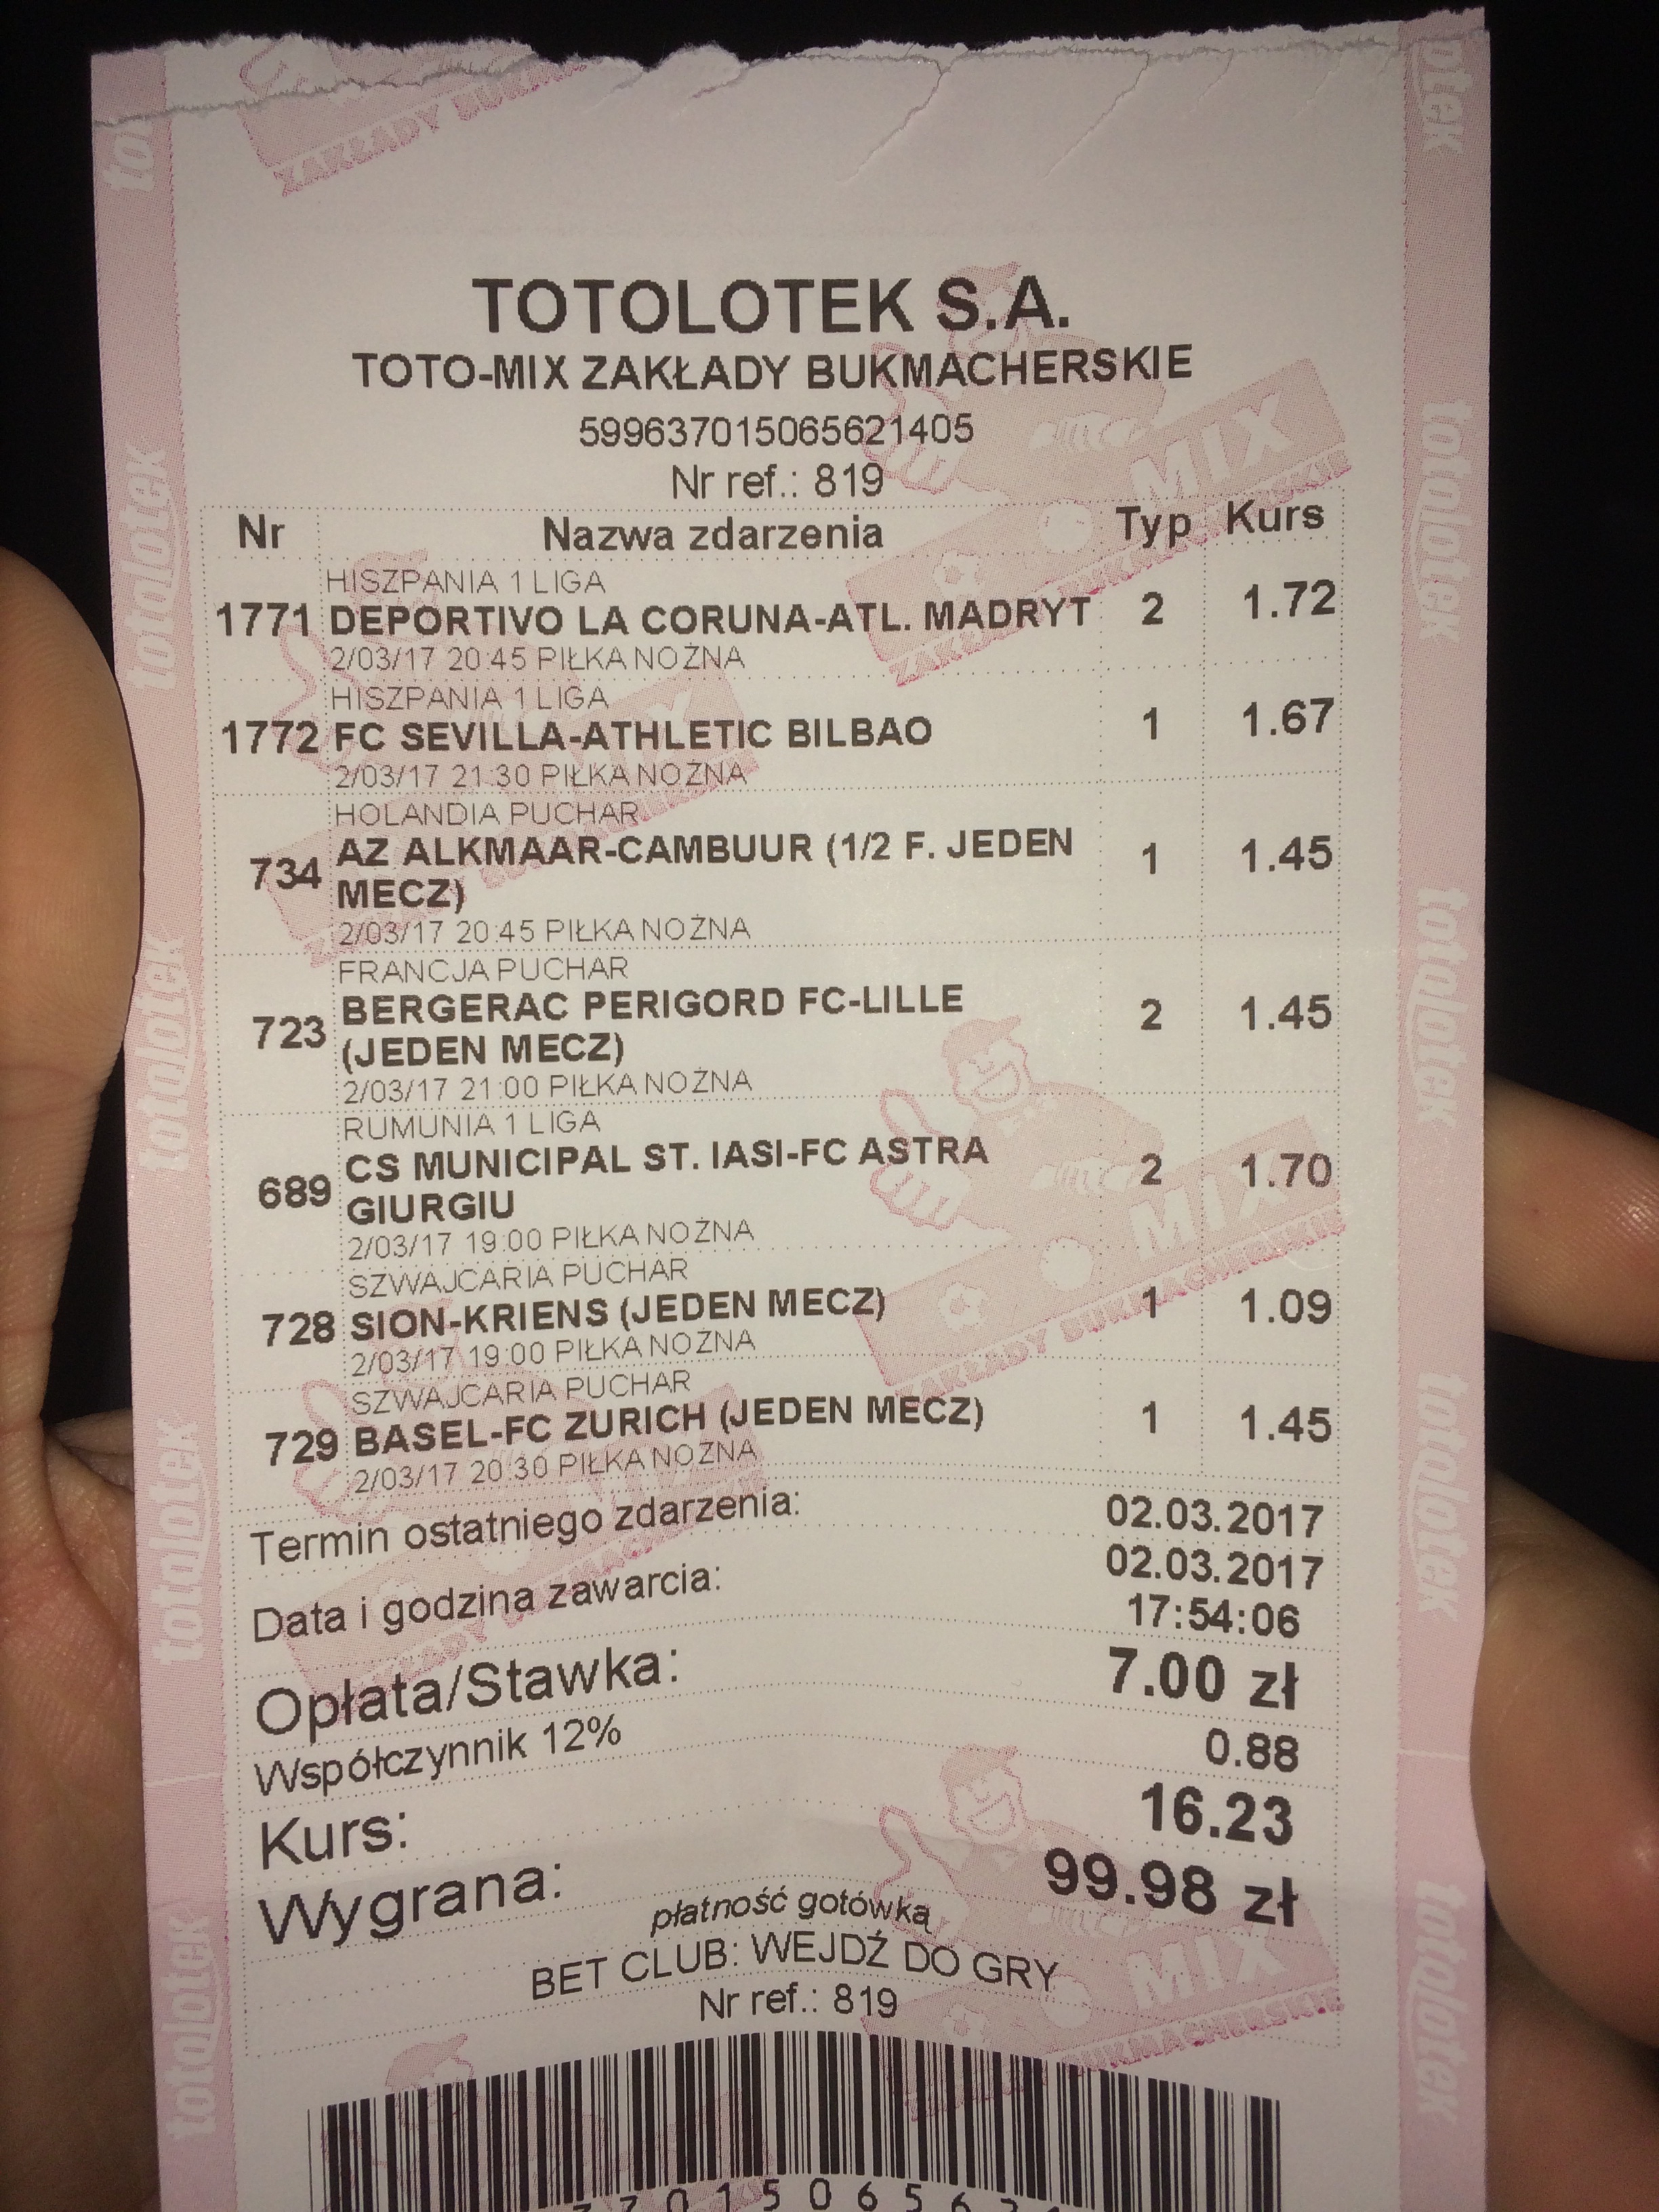 TOTOLOTEK S.A.
TOTO-MIX ZAKŁADY BUKMACHERSKIE
599637015065621405
Nr ref.: 819
Nr Nazwa zdarzenia Typ Kurs
HISZPANIA 1 LIGA
1771 DEPORTIVO LA CORUNA-ATL. MADRYT 2 1.72
2/03/17 20:45 PIŁKA NOŻNA
HISZPANIA 1 LIGA
1772 FC SEVILLA-ATHLETIC BILBAO 1 1.67
2/03/17 21:30 PIŁKA NOŻNA
HOLANDIA PUCHAR
734 AZ ALKMAAR-CAMBUUR (1/2 F. JEDEN 1 1.45
MECZ)
2/03/17 20:45 PIŁKA NOŻNA
FRANCJA PUCHAR
723 BERGERAC PERIGORD FC-LILLE 2 1.45
(JEDEN MECZ)
2/03/17 21:00 PIŁKA NOŻNA
RUMUNIA 1 LIGA
689 CS MUNICIPAL ST. IASI-FC ASTRA 2 1.70
GIURGIU
2/03/17 19:00 PIŁKA NOŻNA
SZWAJCARIA PUCHAR
728 SION-KRIENS (JEDEN MECZ) 1 1.09
2/03/17 19:00 PIŁKA NOŻNA
SZWAJCARIA PUCHAR
729 BASEL-FC ZURICH (JEDEN MECZ) 1 1.45
2/03/17 20:30 PIŁKA NOŻNA
Termin ostatniego zdarzenia: 02.03.2017
Data i godzina zawarcia: 02.03.2017
17:54:06
Opłata/Stawka: 7.00 zł
Współczynnik 12% 0.88
Kurs: 16.23
Wygrana: 99.98 zł
płatność gotówką
BET CLUB: WEJDŹ DO GRY
Nr ref.: 819